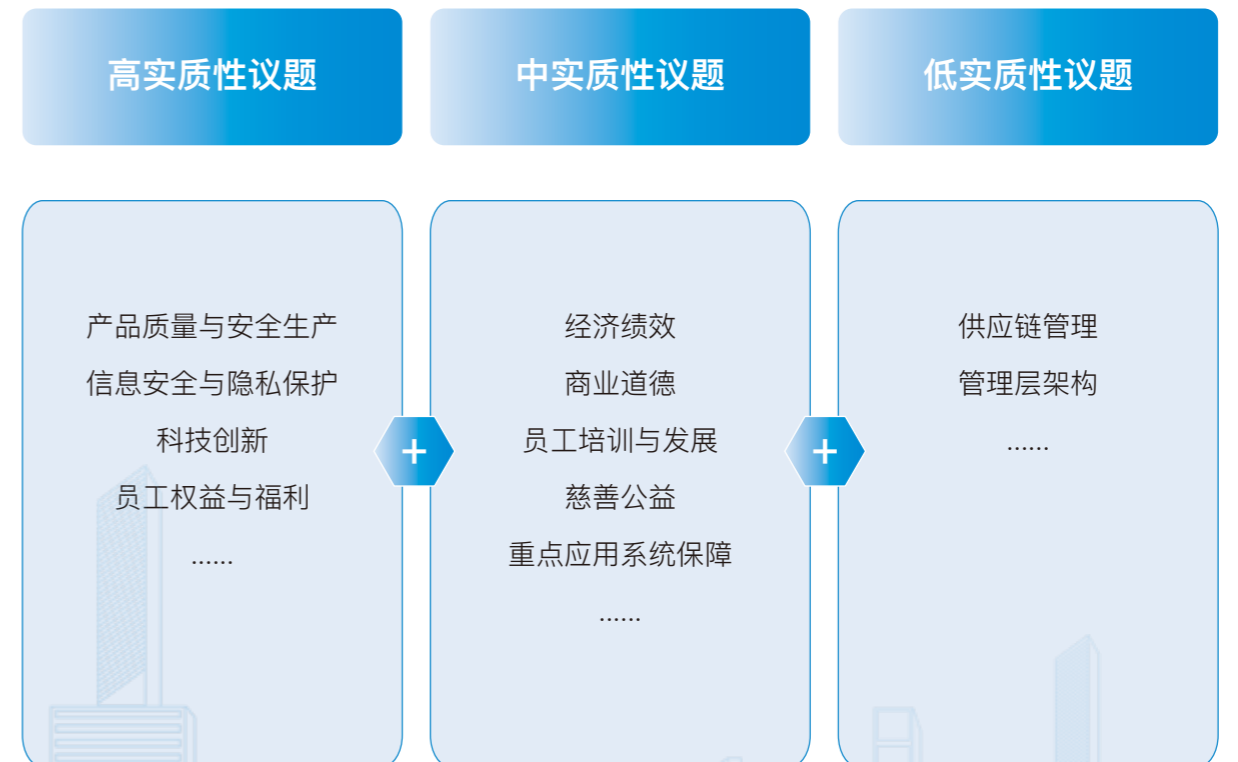 高实质性议题
中实质性议题
低实质性议题
产品质量与安全生产
信息安全与隐私保护
科技创新
员工权益与福利
......
+
经济绩效
商业道德
员工培训与发展
慈善公益
重点应用系统保障
......
+
供应链管理
管理层架构
......